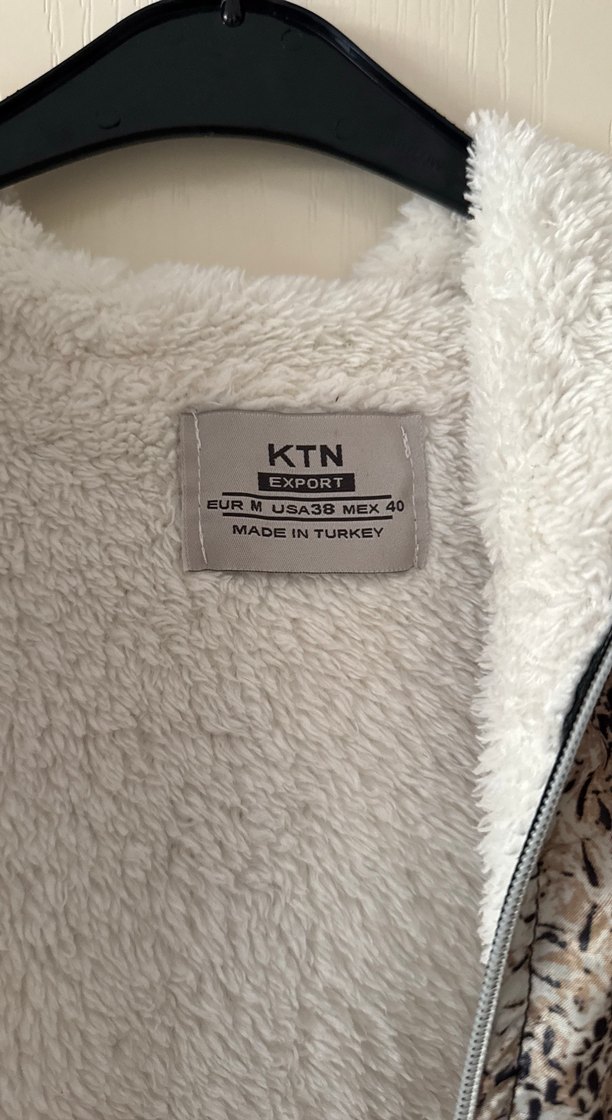 KTN
EXPORT
EUR M USA38 MEX 40
MADE IN TURKEY